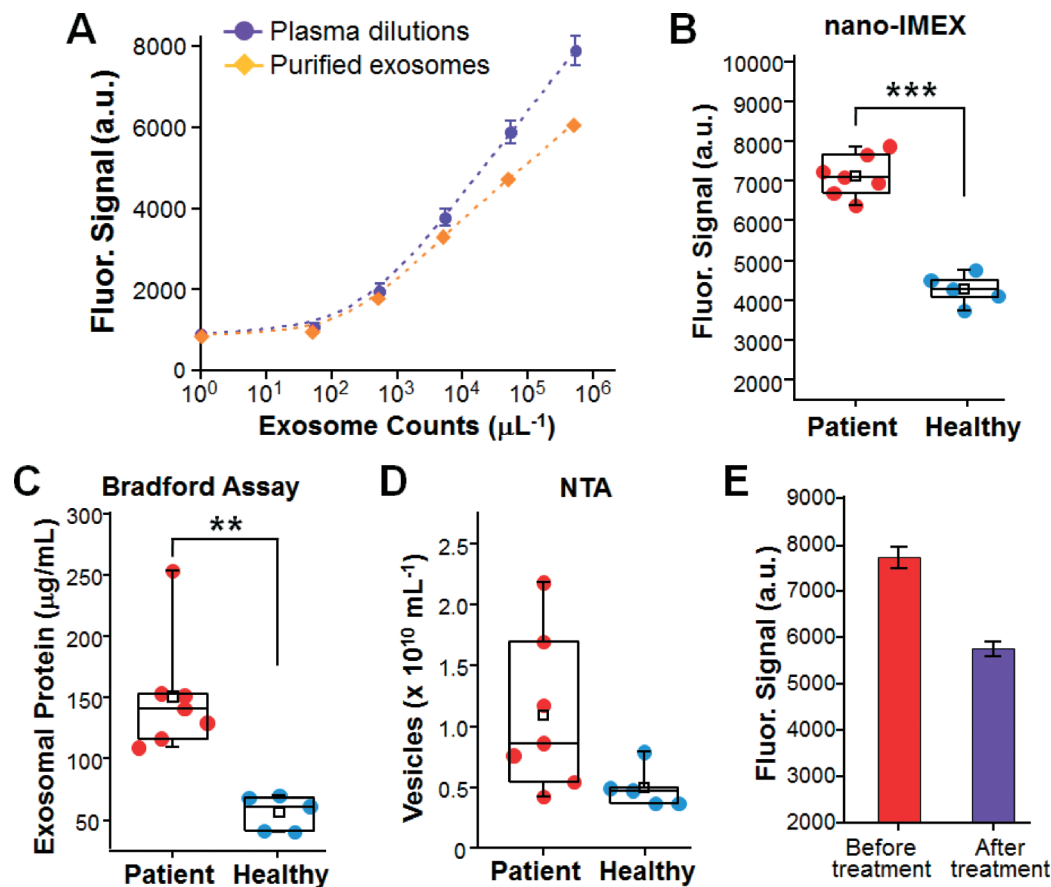 A
Plasma dilutions
Purified exosomes
Fluor. Signal (a.u.)
8000
6000
4000
2000
0
10⁰ 10¹ 10² 10³ 10⁴ 10⁵ 10⁶
Exosome Counts (μL⁻¹)
B
nano-IMEX
Fluor. Signal (a.u.)
10000
9000
8000
7000
6000
5000
4000
3000
2000
***
Patient Healthy
C
Bradford Assay
Exosomal Protein (μg/mL)
300
250
200
150
100
50
**
Patient Healthy
D
NTA
Vesicles (x 10¹⁰ mL⁻¹)
2.5
2.0
1.5
1.0
0.5
0
Patient Healthy
E
Fluor. Signal (a.u.)
9000
8000
7000
6000
5000
4000
3000
2000
Before After
treatment treatment